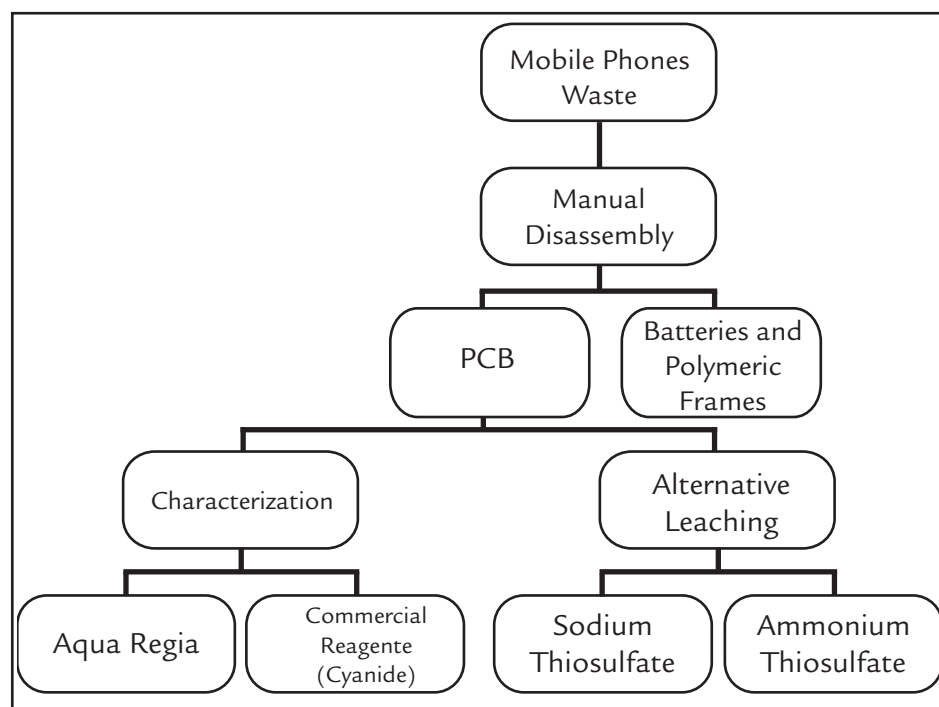 Mobile Phones
Waste
Manual
Disassembly
PCB
Batteries and
Polymeric
Frames
Characterization
Alternative
Leaching
Aqua Regia
Commercial
Reagente
(Cyanide)
Sodium
Thiosulfate
Ammonium
Thiosulfate